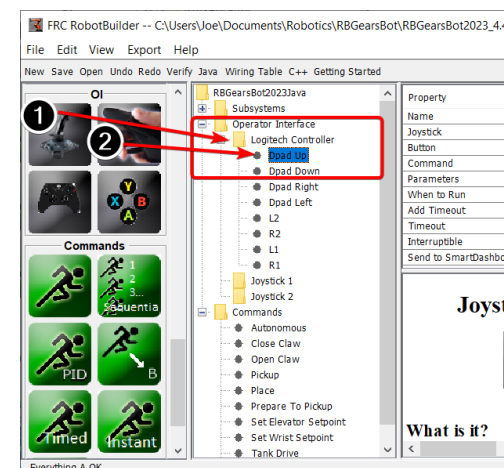 FRC RobotBuilder -- C:\Users\Joe\Documents\Robotics\RBGearsBot\RBGearsBot2023_4.
File Edit View Export Help
New Save Open Undo Redo Verify Java Wiring Table C++ Getting Started
OI
1
2
Y
X B
A
Commands
1
2
3...
Sequentia
PID
B
Timed
Instant
RBGearsBot2023Java
Subsystems
Operator Interface
Logitech Controller
Dpad Up
Dpad Down
Dpad Right
Dpad Left
L2
R2
L1
R1
Joystick 1
Joystick 2
Commands
Autonomous
Close Claw
Open Claw
Pickup
Place
Prepare To Pickup
Set Elevator Setpoint
Set Wrist Setpoint
Tank Drive
Property
Name
Joystick
Button
Command
Parameters
When to Run
Add Timeout
Timeout
Interruptible
Send to SmartDashbo
Joyst
What is it?
Everything A OK